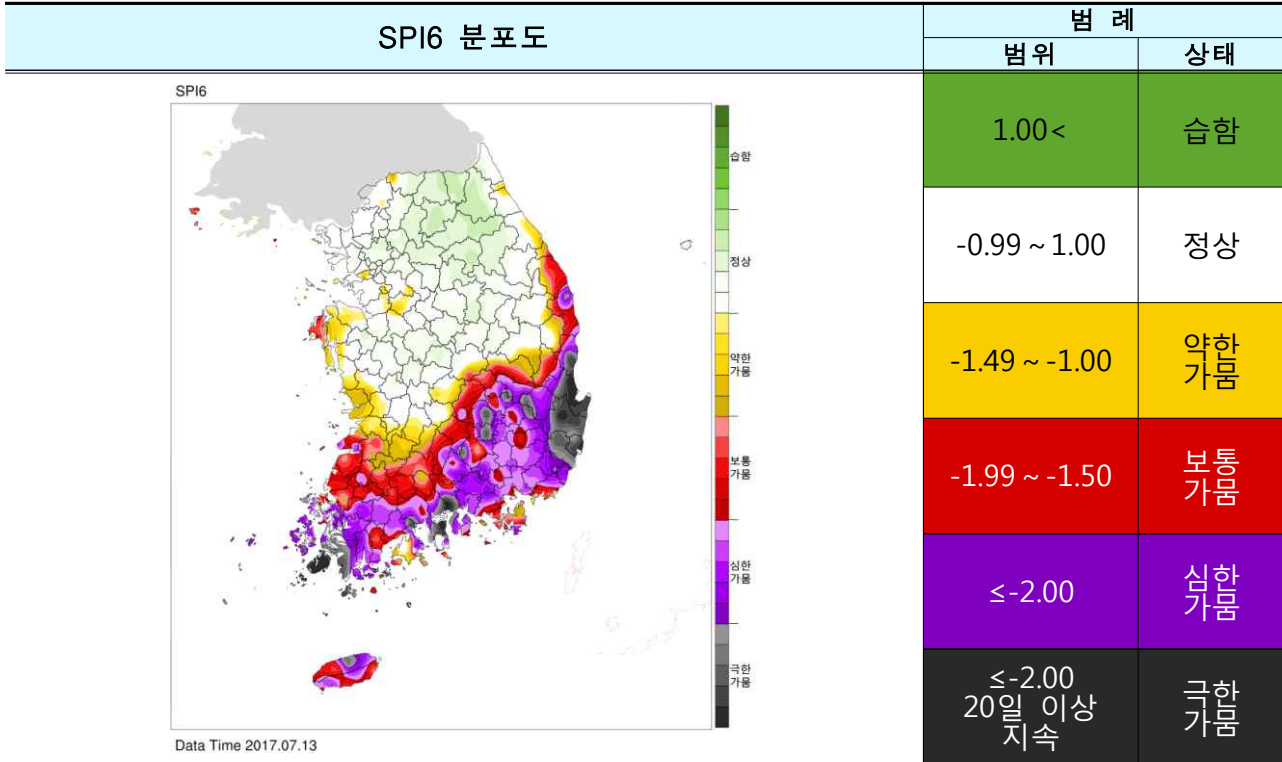 SPI6 분포도
범 례
범위
상태
SPI6
습함
정상
약한
가뭄
보통
가뭄
심한
가뭄
극한
가뭄
Data Time 2017.07.13
1.00<
습함
-0.99 ~ 1.00
정상
-1.49 ~ -1.00
약한
가뭄
-1.99 ~ -1.50
보통
가뭄
≤-2.00
심한
가뭄
≤-2.00
20일 이상
지속
극한
가뭄